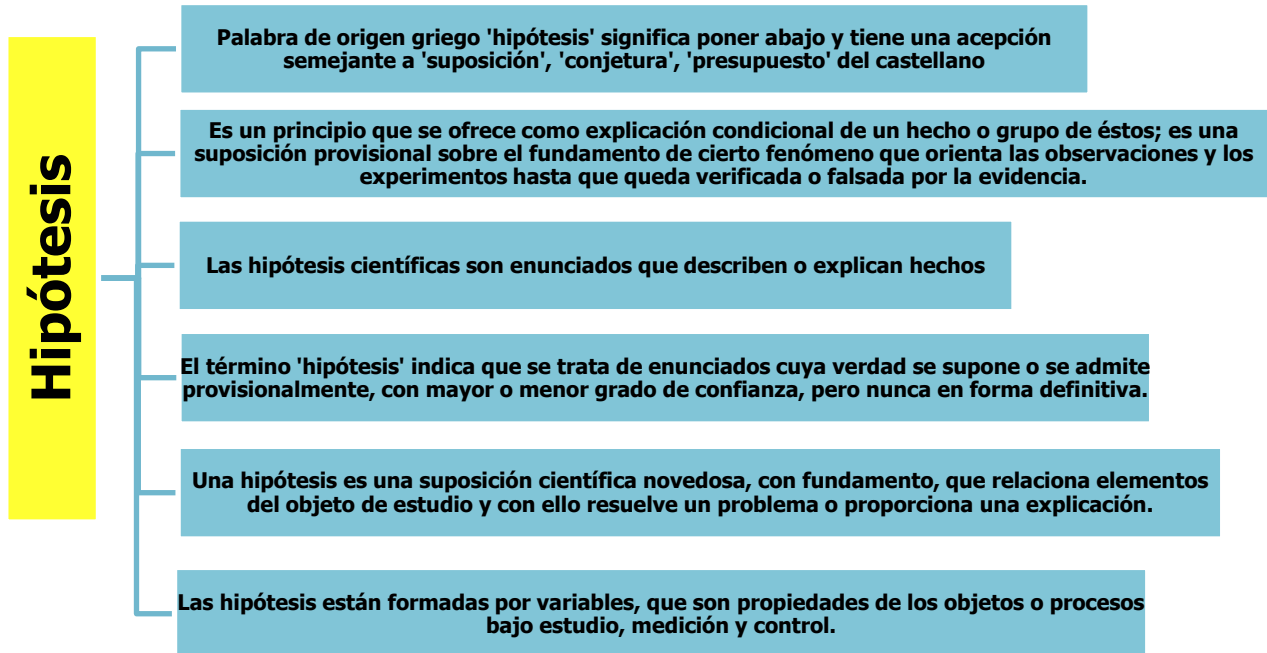 Hipótesis
Palabra de origen griego 'hipótesis' significa poner abajo y tiene una acepción
semejante a 'suposición', 'conjetura', 'presupuesto' del castellano
Es un principio que se ofrece como explicación condicional de un hecho o grupo de éstos; es una
suposición provisional sobre el fundamento de cierto fenómeno que orienta las observaciones y los
experimentos hasta que queda verificada o falsada por la evidencia.
Las hipótesis científicas son enunciados que describen o explican hechos
El término 'hipótesis' indica que se trata de enunciados cuya verdad se supone o se admite
provisionalmente, con mayor o menor grado de confianza, pero nunca en forma definitiva.
Una hipótesis es una suposición científica novedosa, con fundamento, que relaciona elementos
del objeto de estudio y con ello resuelve un problema o proporciona una explicación.
Las hipótesis están formadas por variables, que son propiedades de los objetos o procesos
bajo estudio, medición y control.